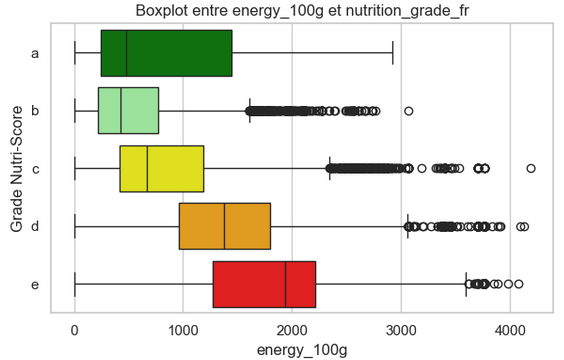 Boxplot entre energy_100g et nutrition_grade_fr
Grade Nutri-Score
a
b
c
d
e
0 1000 2000 3000 4000
energy_100g